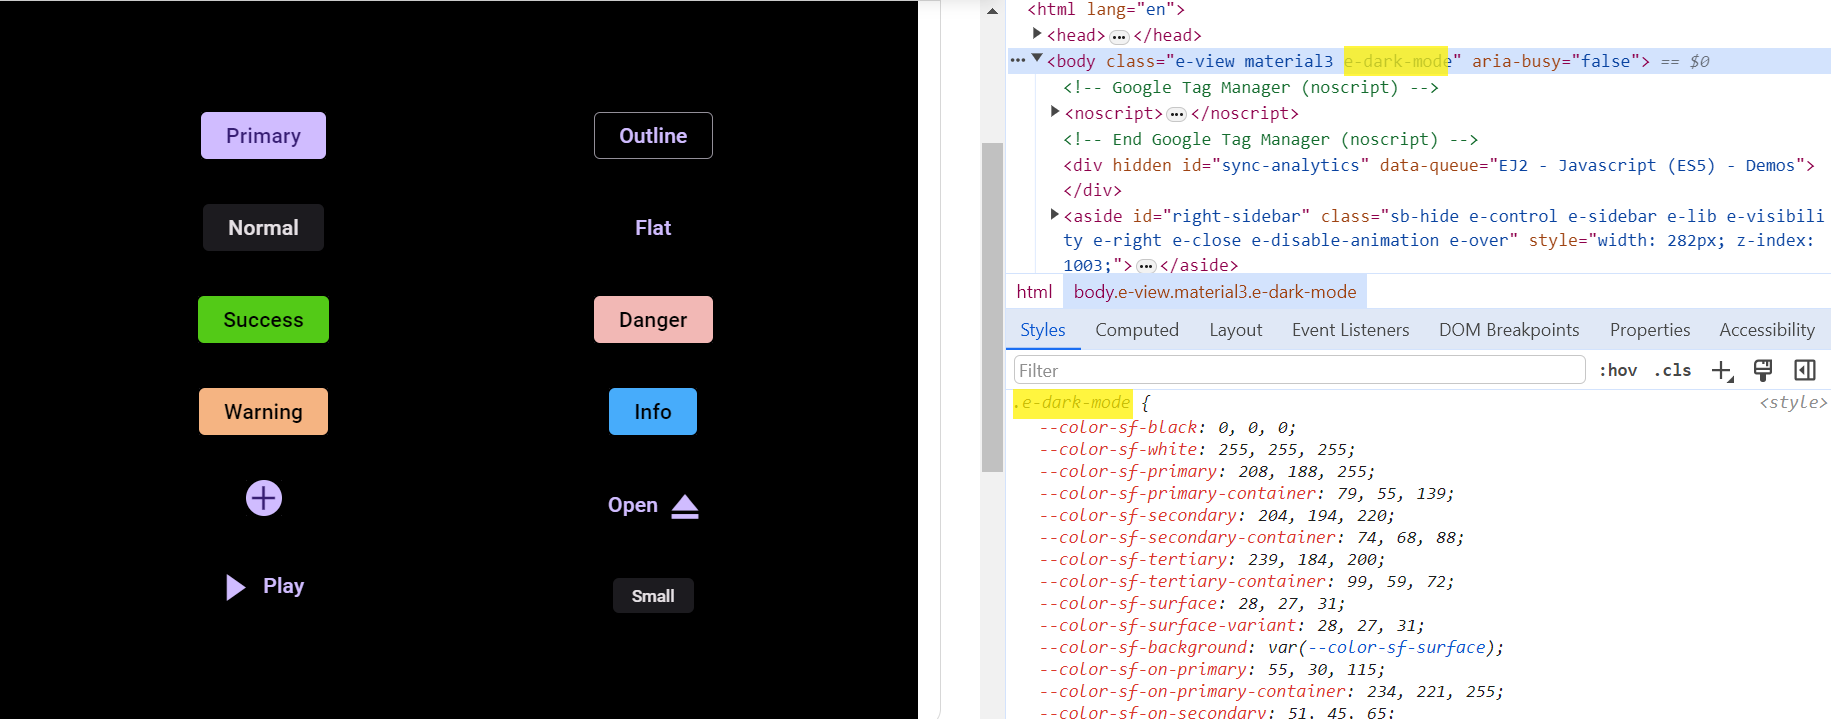 Primary
Outline
Normal
Flat
Success
Danger
Warning
Info
Open
Play
Small
<html lang="en">
<head> ••• </head>
••• <body class="e-view material3 e-dark-mode" aria-busy="false"> == $0
<!-- Google Tag Manager (noscript) -->
<noscript> ••• </noscript>
<!-- End Google Tag Manager (noscript) -->
<div hidden id="sync-analytics" data-queue="EJ2 - Javascript (ES5) - Demos">
</div>
<aside id="right-sidebar" class="sb-hide e-control e-sidebar e-lib e-visibili
ty e-right e-close e-disable-animation e-over" style="width: 282px; z-index:
1003;"> ••• </aside>
html body.e-view.material3.e-dark-mode
Styles Computed Layout Event Listeners DOM Breakpoints Properties Accessibility
Filter :hov .cls
.e-dark-mode { <style>
--color-sf-black: 0, 0, 0;
--color-sf-white: 255, 255, 255;
--color-sf-primary: 208, 188, 255;
--color-sf-primary-container: 79, 55, 139;
--color-sf-secondary: 204, 194, 220;
--color-sf-secondary-container: 74, 68, 88;
--color-sf-tertiary: 239, 184, 200;
--color-sf-tertiary-container: 99, 59, 72;
--color-sf-surface: 28, 27, 31;
--color-sf-surface-variant: 28, 27, 31;
--color-sf-background: var(--color-sf-surface);
--color-sf-on-primary: 55, 30, 115;
--color-sf-on-primary-container: 234, 221, 255;
--color-sf-on-secondary: 51, 45, 65;